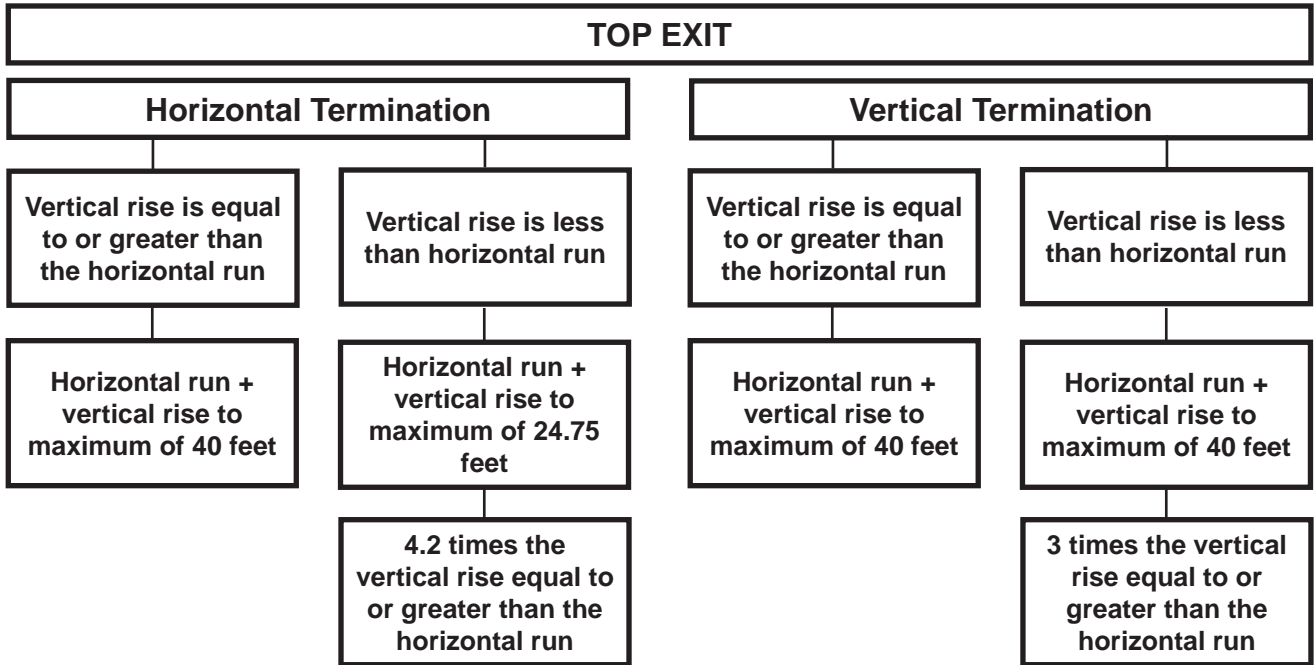 TOP EXIT
Horizontal Termination
Vertical rise is equal
to or greater than
the horizontal run
Horizontal run +
vertical rise to
maximum of 40 feet
Vertical rise is less
than horizontal run
Horizontal run +
vertical rise to
maximum of 24.75
feet
4.2 times the
vertical rise equal to
or greater than the
horizontal run
Vertical Termination
Vertical rise is equal
to or greater than
the horizontal run
Horizontal run +
vertical rise to
maximum of 40 feet
Vertical rise is less
than horizontal run
Horizontal run +
vertical rise to
maximum of 40 feet
3 times the vertical
rise equal to or
greater than the
horizontal run